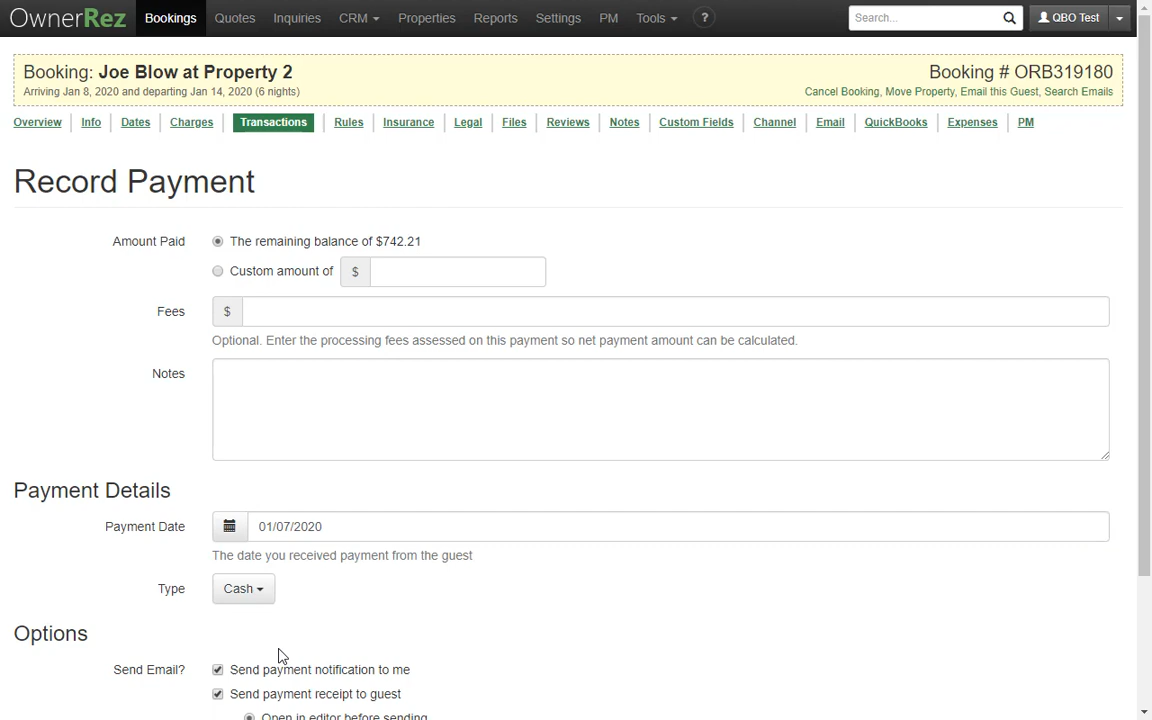 OwnerRez Bookings Quotes Inquiries CRM Properties Reports Settings PM Tools ? Search... QBO Test
Booking: Joe Blow at Property 2 Booking # ORB319180
Arriving Jan 8, 2020 and departing Jan 14, 2020 (6 nights) Cancel Booking, Move Property, Email this Guest, Search Emails
Overview Info Dates Charges Transactions Rules Insurance Legal Files Reviews Notes Custom Fields Channel Email QuickBooks Expenses PM
Record Payment
Amount Paid The remaining balance of $742.21
Custom amount of $
Fees $
Optional. Enter the processing fees assessed on this payment so net payment amount can be calculated.
Notes
Payment Details
Payment Date 01/07/2020
The date you received payment from the guest
Type Cash
Options
Send Email? Send payment notification to me
Send payment receipt to guest
Open in editor before sending